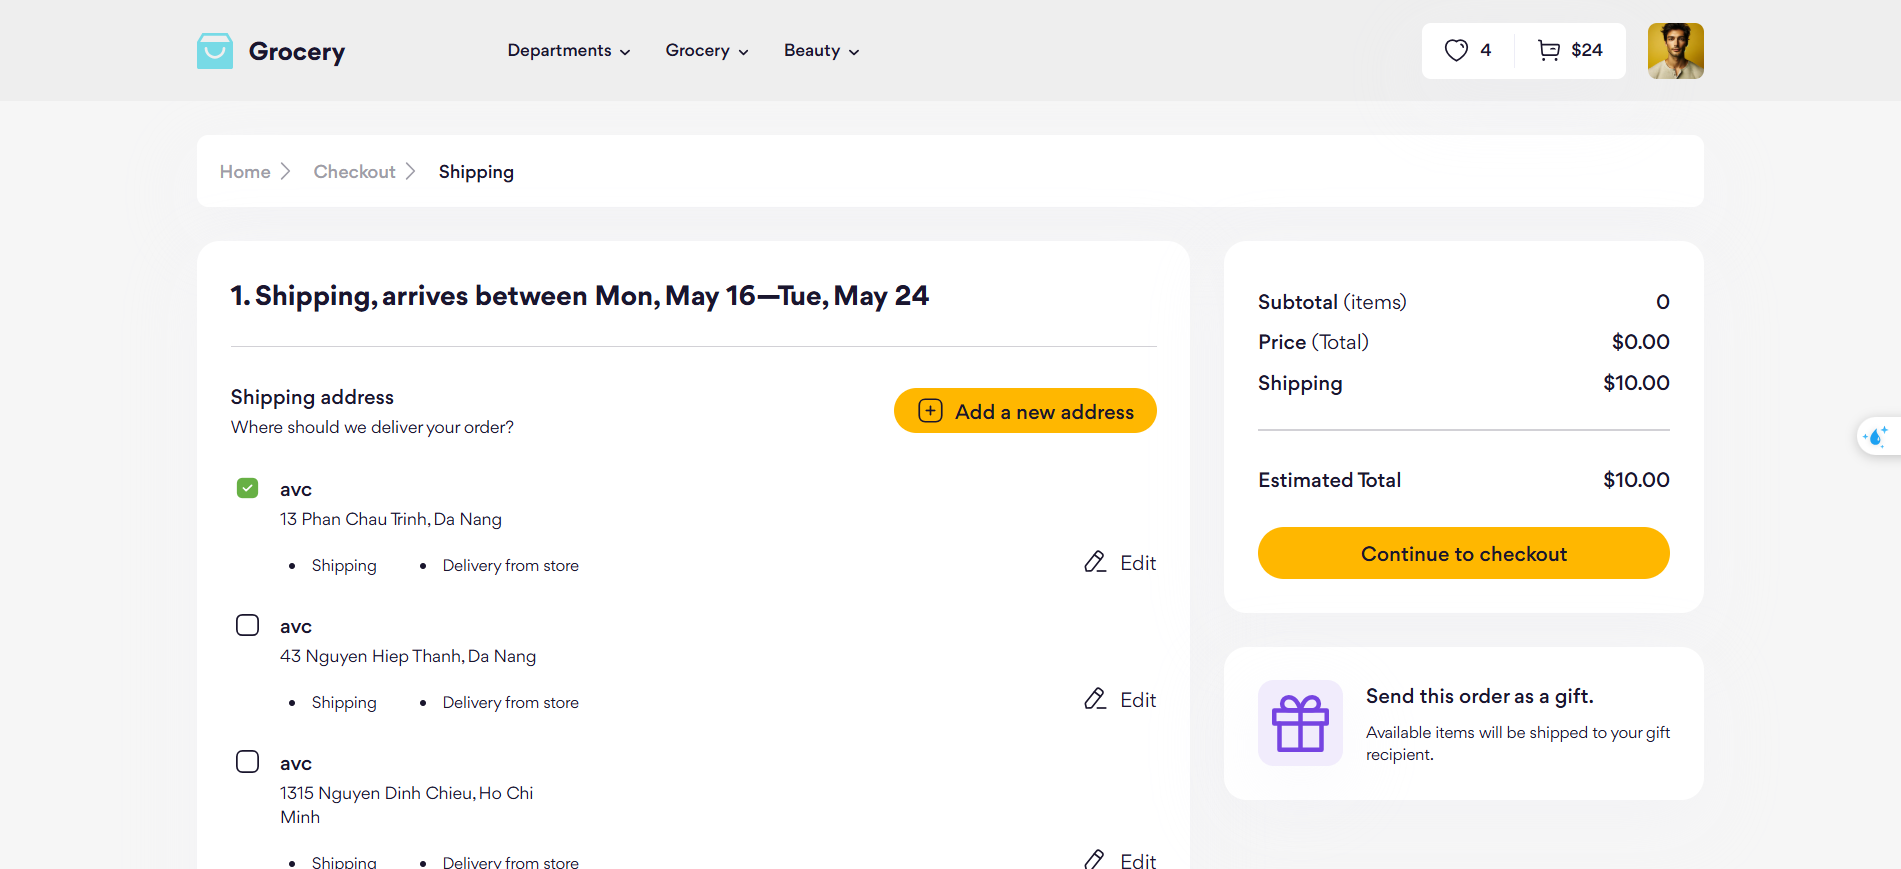 Grocery
Departments
Grocery
Beauty
4
$24
Home
Checkout
Shipping
1. Shipping, arrives between Mon, May 16—Tue, May 24
Shipping address
Where should we deliver your order?
Add a new address
avc
13 Phan Chau Trinh, Da Nang
Shipping
Delivery from store
Edit
avc
43 Nguyen Hiep Thanh, Da Nang
Shipping
Delivery from store
Edit
avc
1315 Nguyen Dinh Chieu, Ho Chi
Minh
Shipping
Delivery from store
Edit
Subtotal (items) 0
Price (Total) $0.00
Shipping $10.00
Estimated Total $10.00
Continue to checkout
Send this order as a gift.
Available items will be shipped to your gift
recipient.